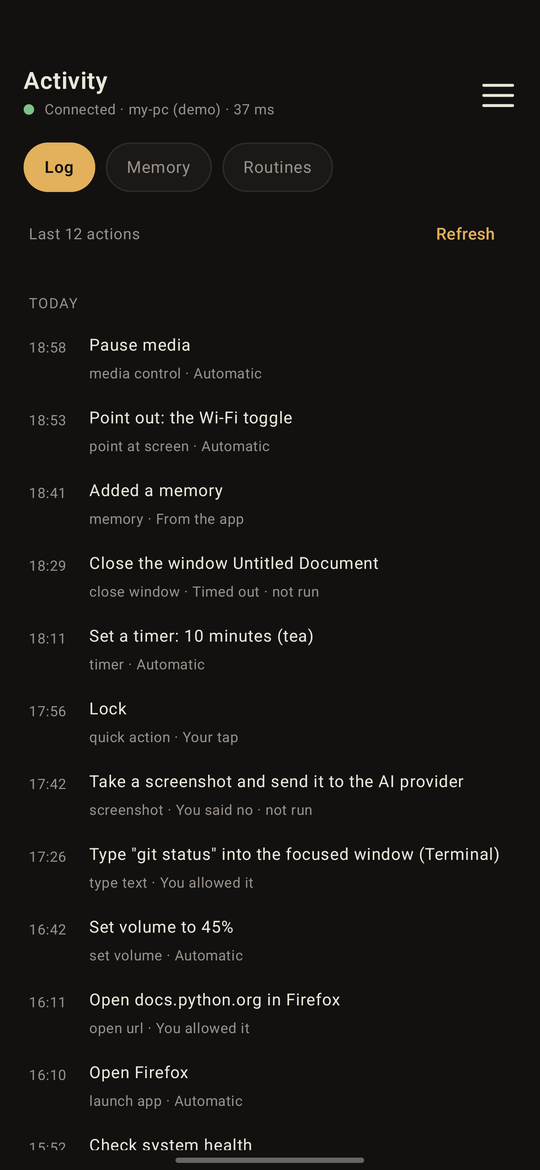 Activity
Connected · my-pc (demo) · 37 ms
Log Memory Routines
Last 12 actions Refresh
TODAY
18:58 Pause media
media control · Automatic
18:53 Point out: the Wi-Fi toggle
point at screen · Automatic
18:41 Added a memory
memory · From the app
18:29 Close the window Untitled Document
close window · Timed out · not run
18:11 Set a timer: 10 minutes (tea)
timer · Automatic
17:56 Lock
quick action · Your tap
17:42 Take a screenshot and send it to the AI provider
screenshot · You said no · not run
17:26 Type "git status" into the focused window (Terminal)
type text · You allowed it
16:42 Set volume to 45%
set volume · Automatic
16:11 Open docs.python.org in Firefox
open url · You allowed it
16:10 Open Firefox
launch app · Automatic
15:52 Check system health